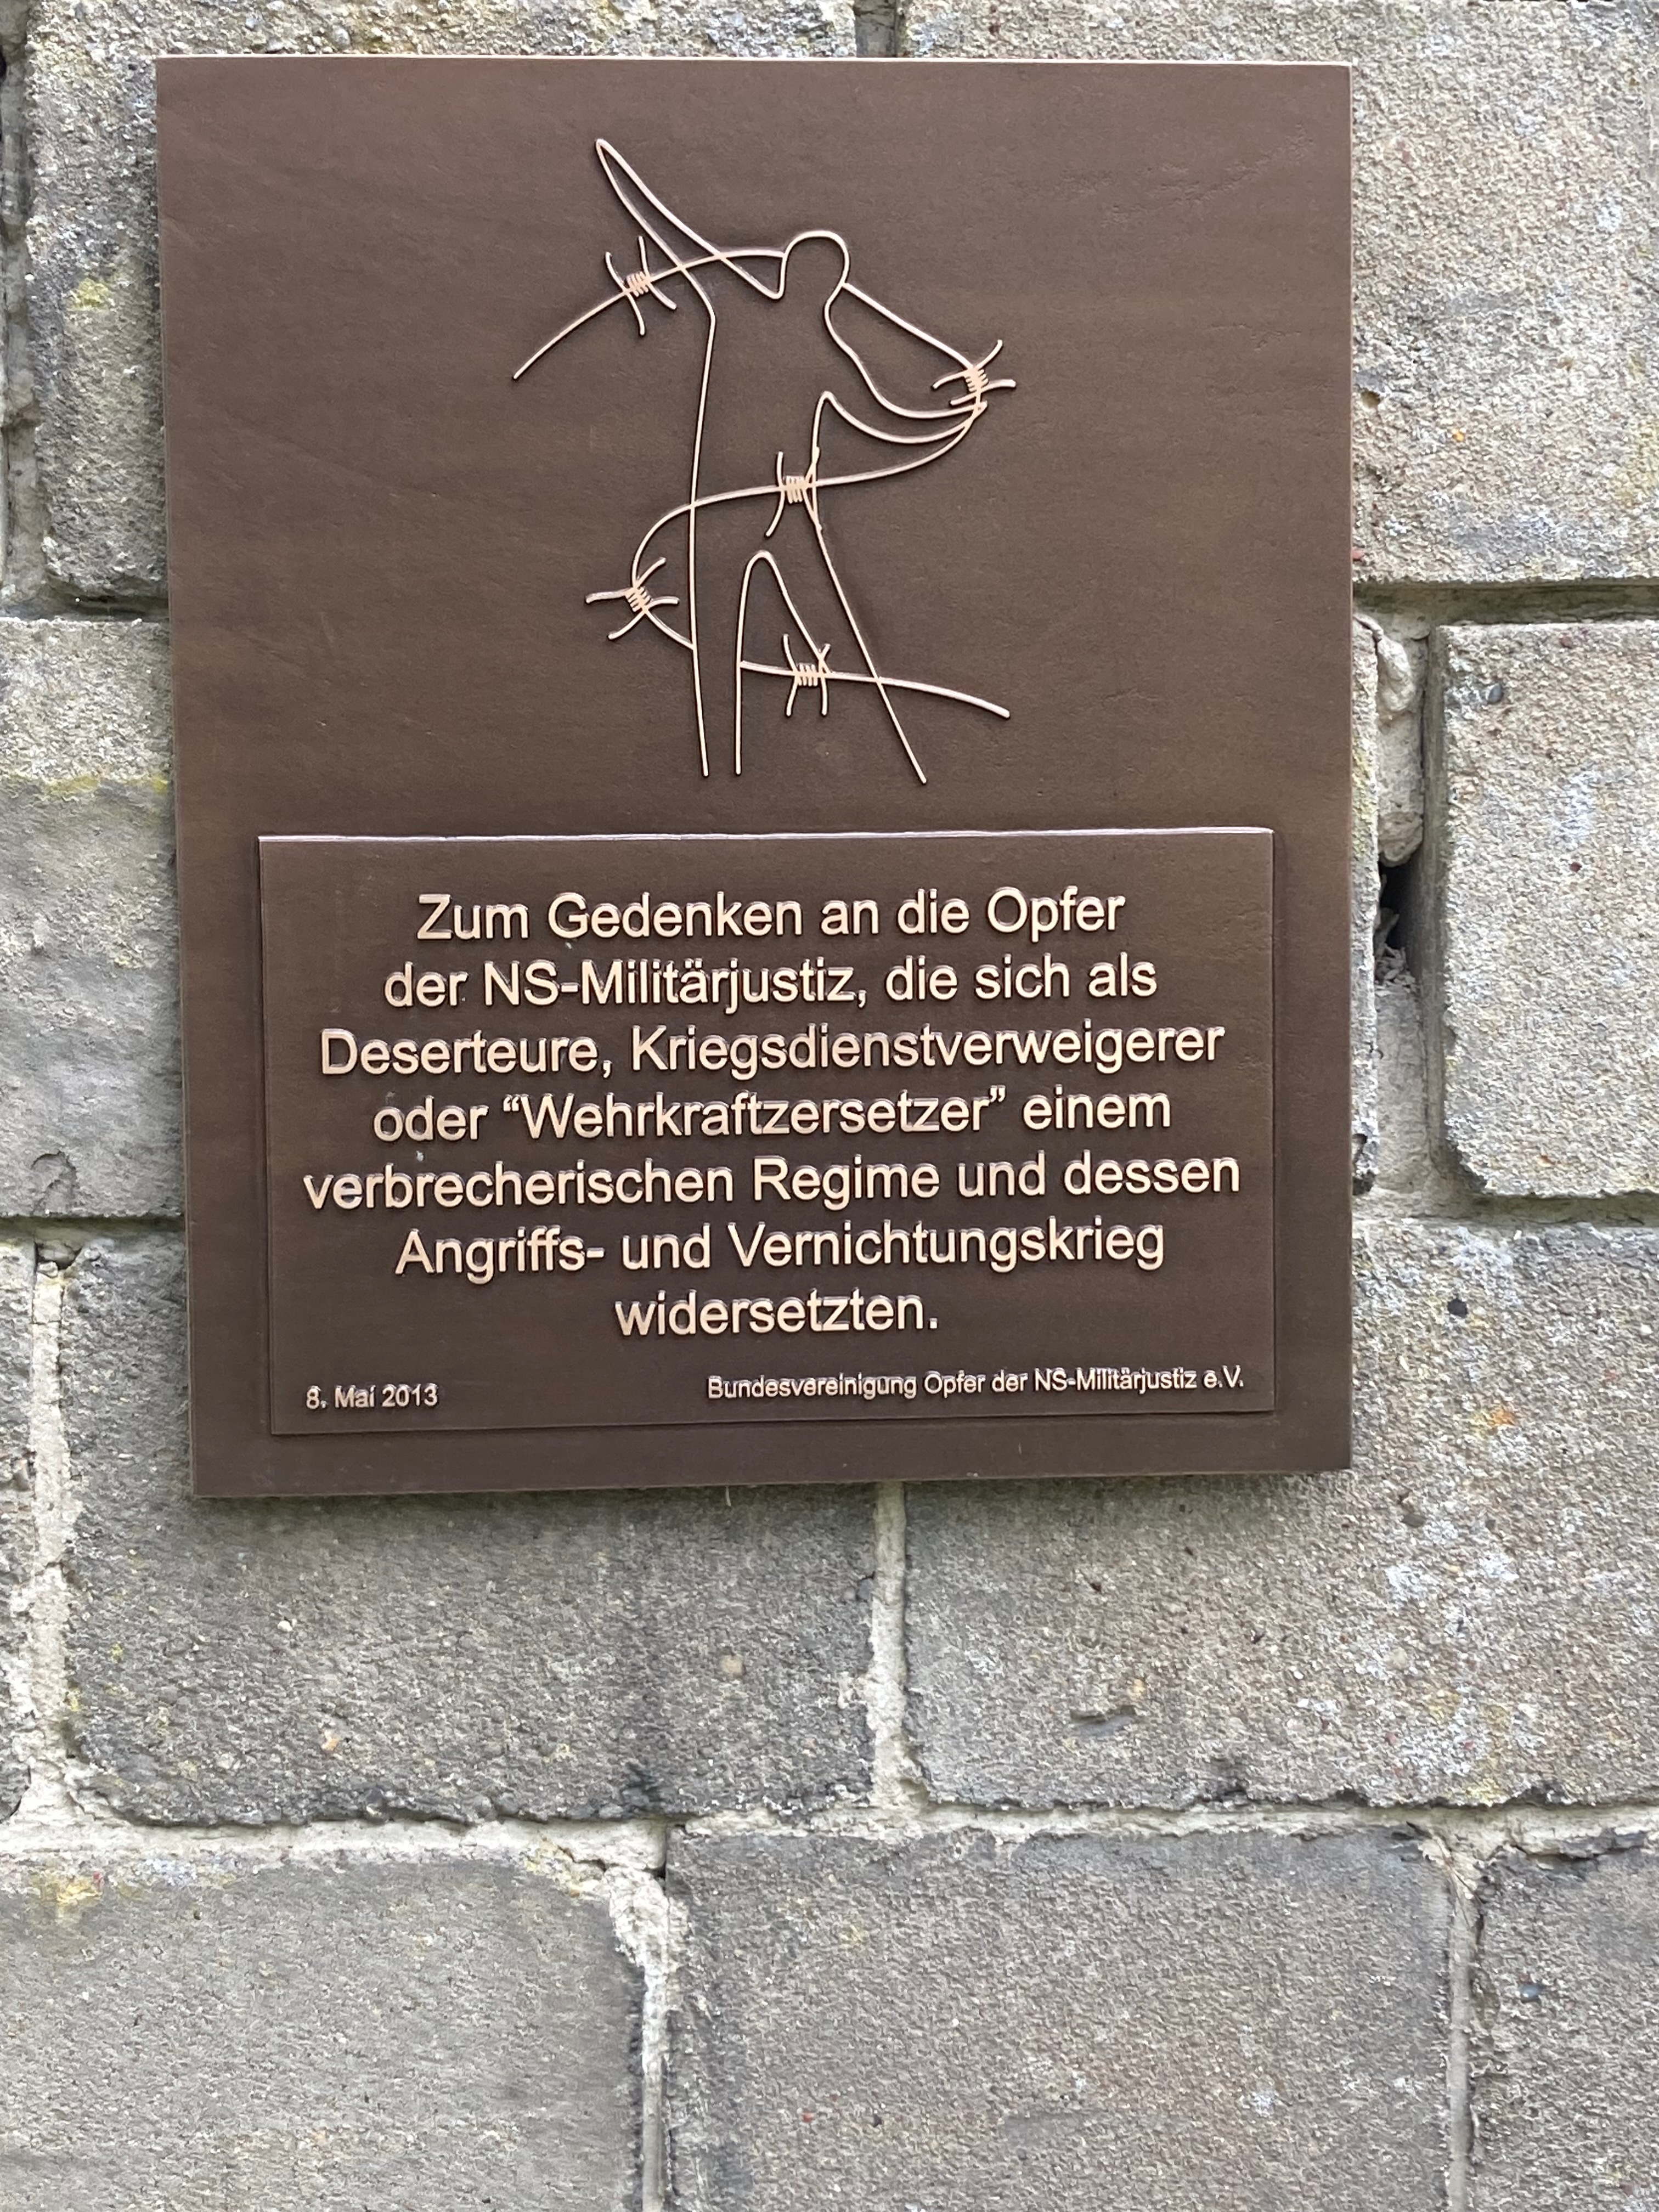 Zum Gedenken an die Opfer
der NS-Militärjustiz, die sich als
Deserteure, Kriegsdienstverweigerer
oder “Wehrkraftzersetzer” einem
verbrecherischen Regime und dessen
Angriffs- und Vernichtungskrieg
widersetzten.
8. Mai 2013
Bundesvereinigung Opfer der NS-Militärjustiz e.V.